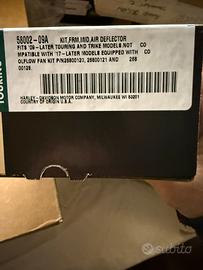 TOURING
58002-09A KIT,FRM,MID,AIR DEFLECTOR
FITS '09-LATER TOURING AND TRIKE MODELS.NOT CO
MPATIBLE WITH '17-LATER MODELS EQUIPPED WITH CO
OLFLOW FAN KIT P/N26800121, 26800121 AND 268
00128.
HARLEY-DAVIDSON MOTOR COMPANY, MILWAUKEE WI 53201
COUNTRY OF ORIGIN U.S.A.
subito